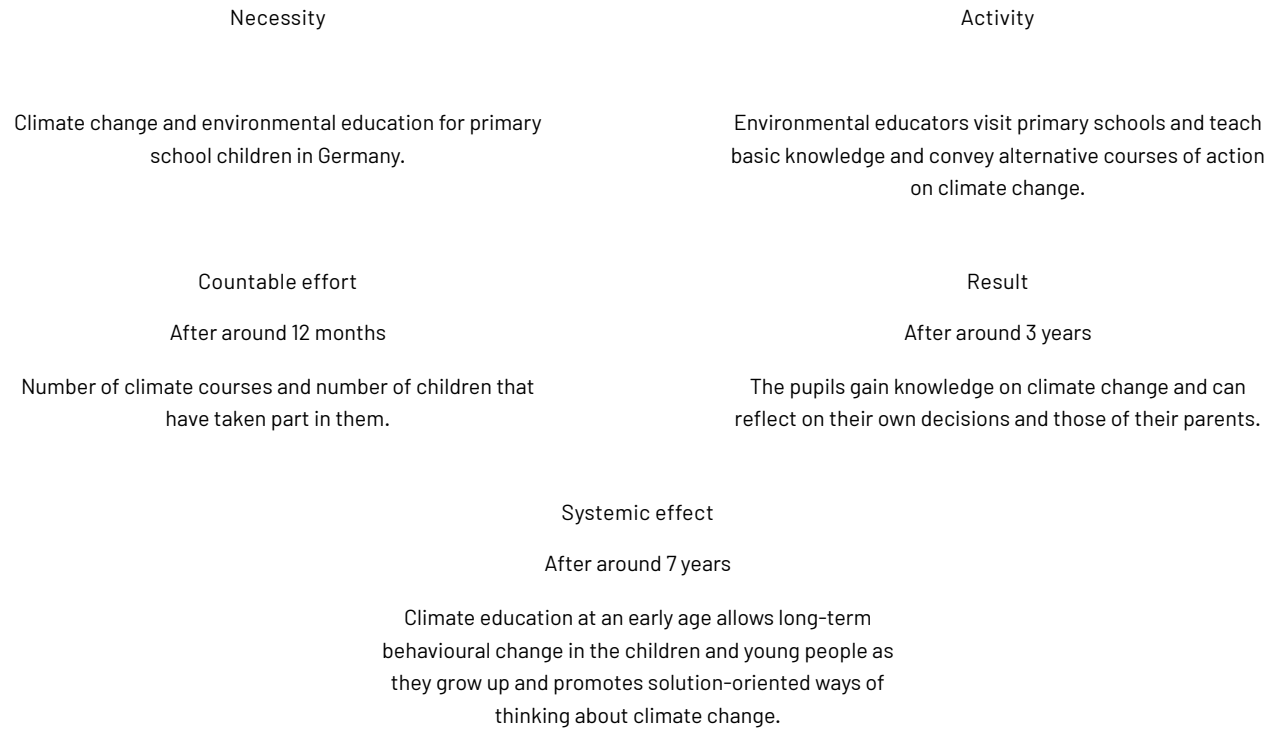 Necessity
Climate change and environmental education for primary
school children in Germany.
Activity
Environmental educators visit primary schools and teach
basic knowledge and convey alternative courses of action
on climate change.
Countable effort
After around 12 months
Number of climate courses and number of children that
have taken part in them.
Result
After around 3 years
The pupils gain knowledge on climate change and can
reflect on their own decisions and those of their parents.
Systemic effect
After around 7 years
Climate education at an early age allows long-term
behavioural change in the children and young people as
they grow up and promotes solution-oriented ways of
thinking about climate change.